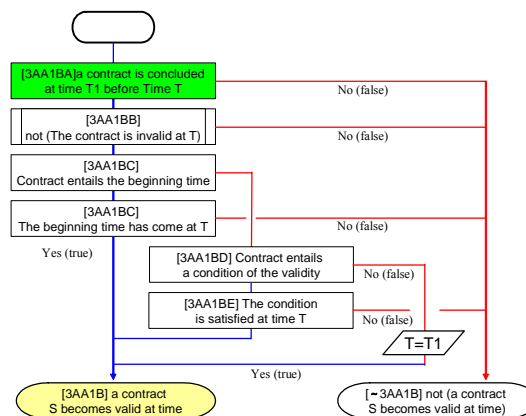 [3AA1BA]a contract is concluded
at time T1 before Time T
No (false)
[3AA1BB]
not (The contract is invalid at T)
No (false)
[3AA1BC]
Contract entails the beginning time
[3AA1BC]
The beginning time has come at T
No (false)
Yes (true)
[3AA1BD] Contract entails
a condition of the validity
No (false)
[3AA1BE] The condition
is satisfied at time T
No (false)
T=T1
Yes (true)
[3AA1B] a contract
S becomes valid at time
[~3AA1B] not (a contract
S becomes valid at time)